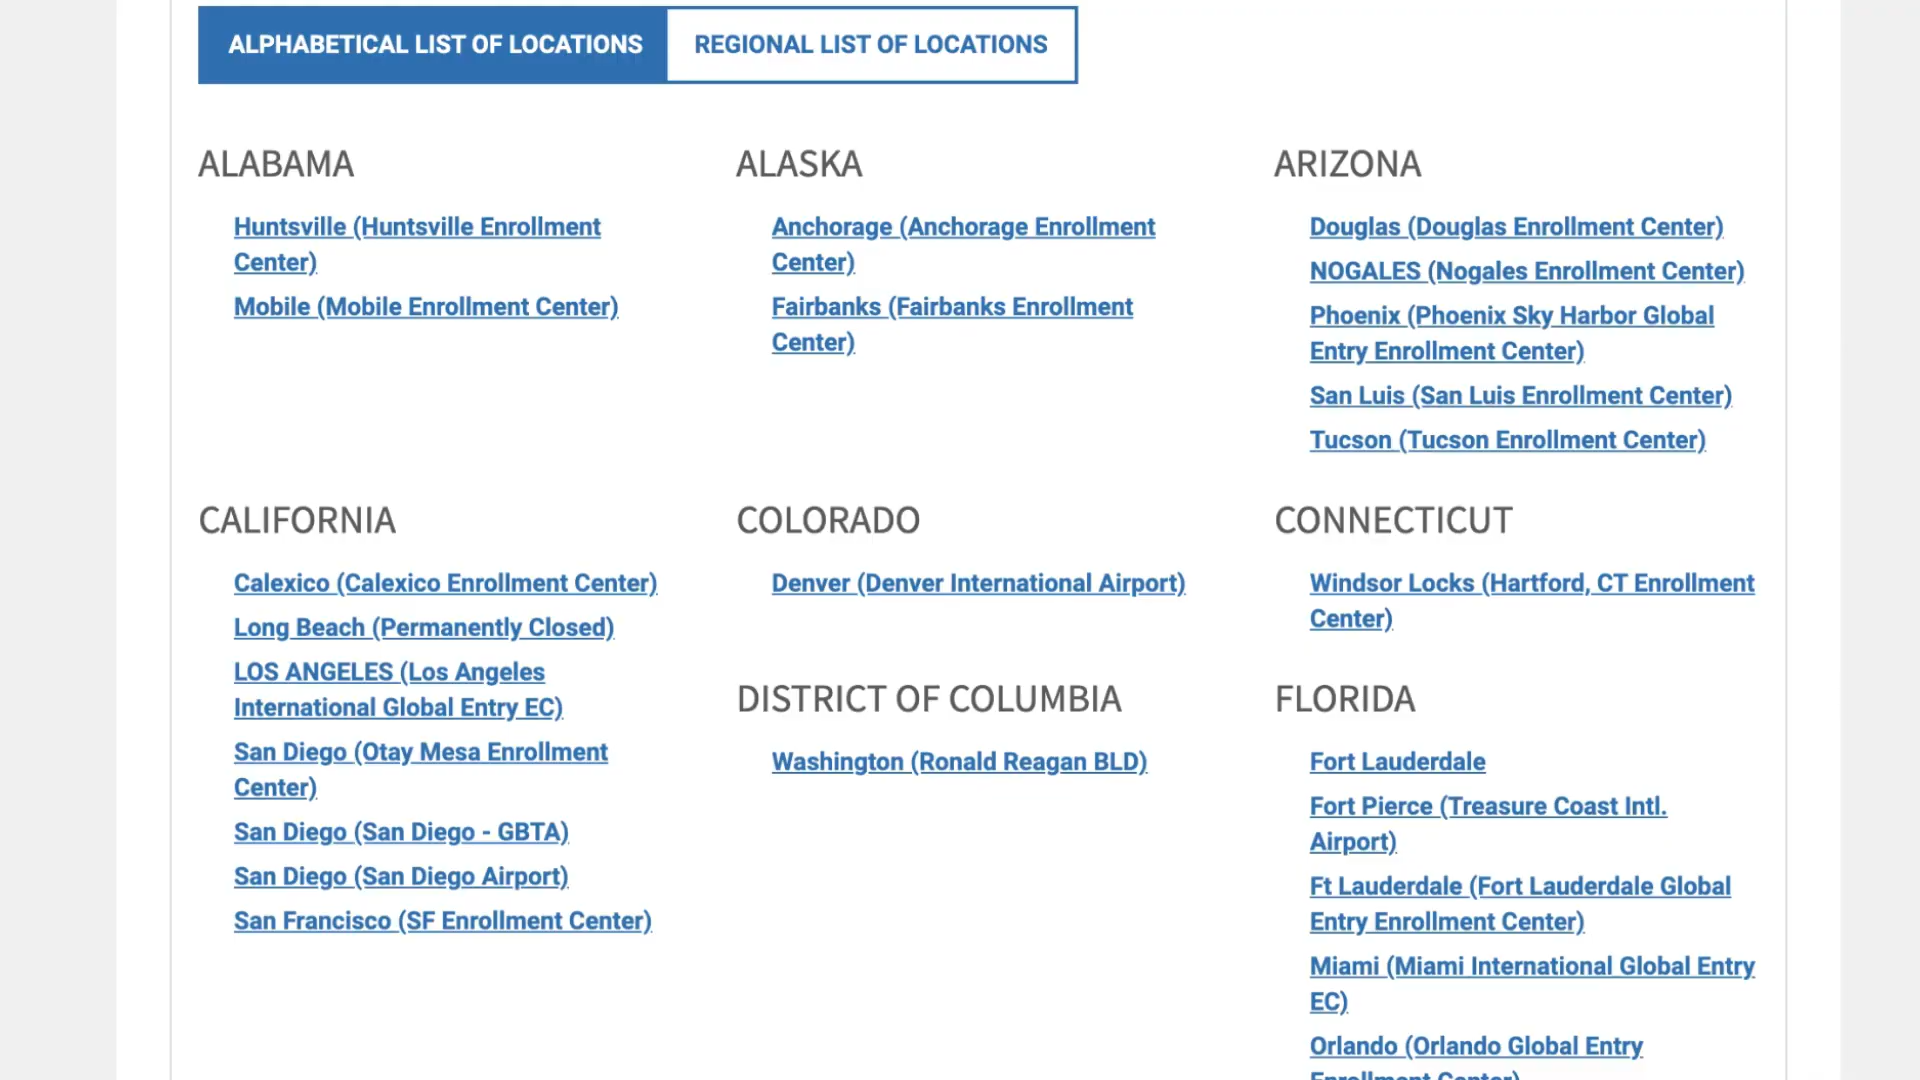 ALPHABETICAL LIST OF LOCATIONS
REGIONAL LIST OF LOCATIONS
ALABAMA
Huntsville (Huntsville Enrollment
Center)
Mobile (Mobile Enrollment Center)
ALASKA
Anchorage (Anchorage Enrollment
Center)
Fairbanks (Fairbanks Enrollment
Center)
ARIZONA
Douglas (Douglas Enrollment Center)
NOGALES (Nogales Enrollment Center)
Phoenix (Phoenix Sky Harbor Global
Entry Enrollment Center)
San Luis (San Luis Enrollment Center)
Tucson (Tucson Enrollment Center)
CALIFORNIA
Calexico (Calexico Enrollment Center)
Long Beach (Permanently Closed)
LOS ANGELES (Los Angeles
International Global Entry EC)
San Diego (Otay Mesa Enrollment
Center)
San Diego (San Diego - GBTA)
San Diego (San Diego Airport)
San Francisco (SF Enrollment Center)
COLORADO
Denver (Denver International Airport)
CONNECTICUT
Windsor Locks (Hartford, CT Enrollment
Center)
DISTRICT OF COLUMBIA
Washington (Ronald Reagan BLD)
FLORIDA
Fort Lauderdale
Fort Pierce (Treasure Coast Intl.
Airport)
Ft Lauderdale (Fort Lauderdale Global
Entry Enrollment Center)
Miami (Miami International Global Entry
EC)
Orlando (Orlando Global Entry
Enrollment Center)